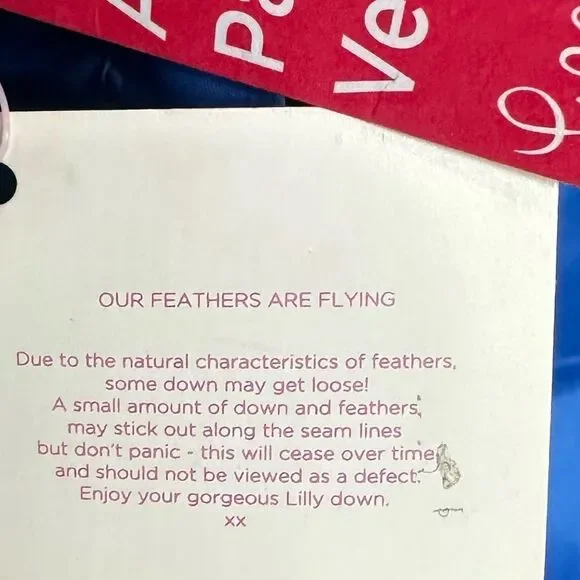 Pa
Ve
OUR FEATHERS ARE FLYING
Due to the natural characteristics of feathers,
some down may get loose!
A small amount of down and feathers,
may stick out along the seam lines
but don't panic - this will cease over time
and should not be viewed as a defect.
Enjoy your gorgeous Lilly down.
xx